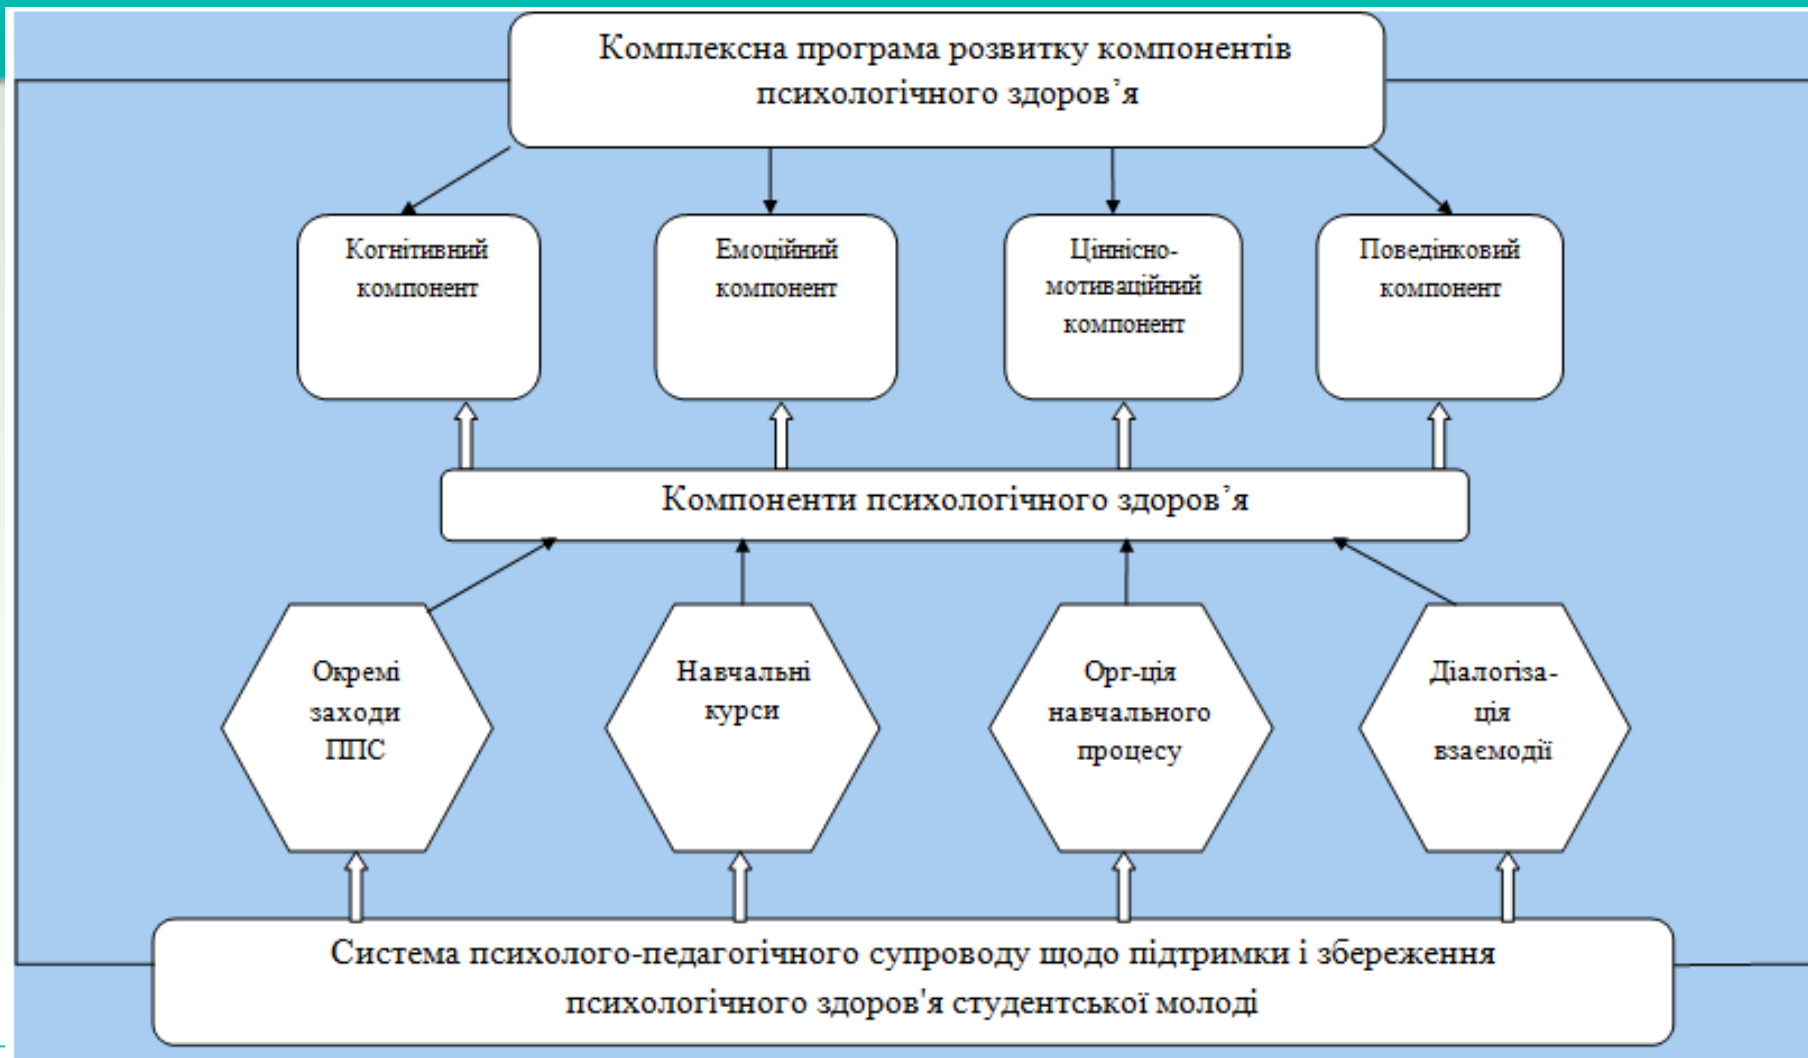 Комплексна програма розвитку компонентів
психологічного здоров’я
Когнітивний
компонент
Емоційний
компонент
Ціннісно-
мотиваційний
компонент
Поведінковий
компонент
Компоненти психологічного здоров’я
Окремі
заходи
ППС
Навчальні
курси
Орг-ція
навчального
процесу
Діалогіза-
ція
взаємодії
Система психолого-педагогічного супроводу щодо підтримки і збереження
психологічного здоров'я студентської молоді